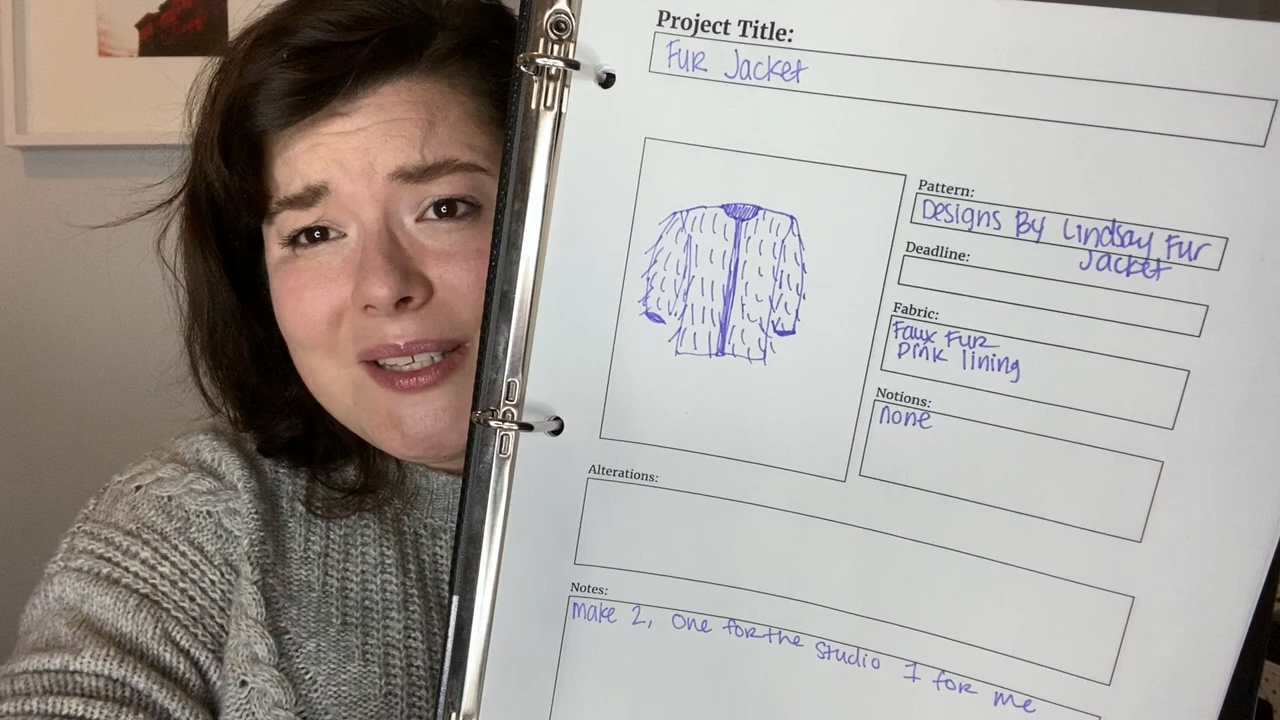 Project Title:
Fur Jacket
Pattern:
Designs By Lindsay Fur
Jacket
Deadline:
Fabric:
Faux Fur
Pink lining
Notions:
none
Alterations:
Notes:
Make 2, one for the studio 1 for me